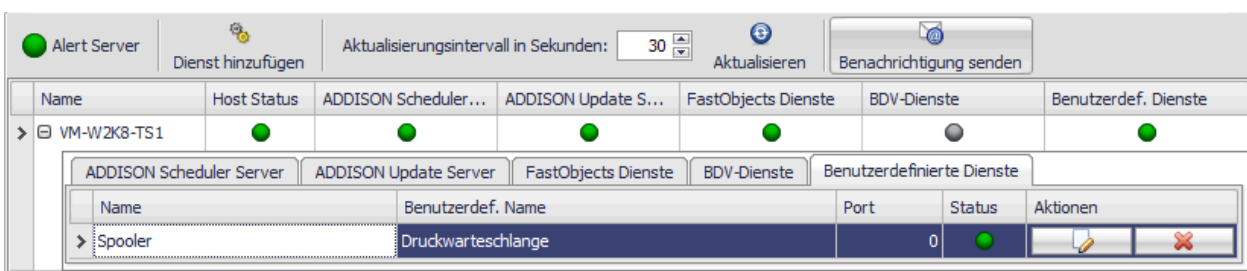 Alert Server
Dienst hinzufügen
Aktualisierungsintervall in Sekunden: 30
Aktualisieren
Benachrichtigung senden
Name Host Status ADDISON Scheduler... ADDISON Update S... FastObjects Dienste BDV-Dienste Benutzerdef. Dienste
VM-W2K8-TS1
ADDISON Scheduler Server ADDISON Update Server FastObjects Dienste BDV-Dienste Benutzerdefinierte Dienste
Name Benutzerdef. Name Port Status Aktionen
Spooler Druckwarteschlange 0